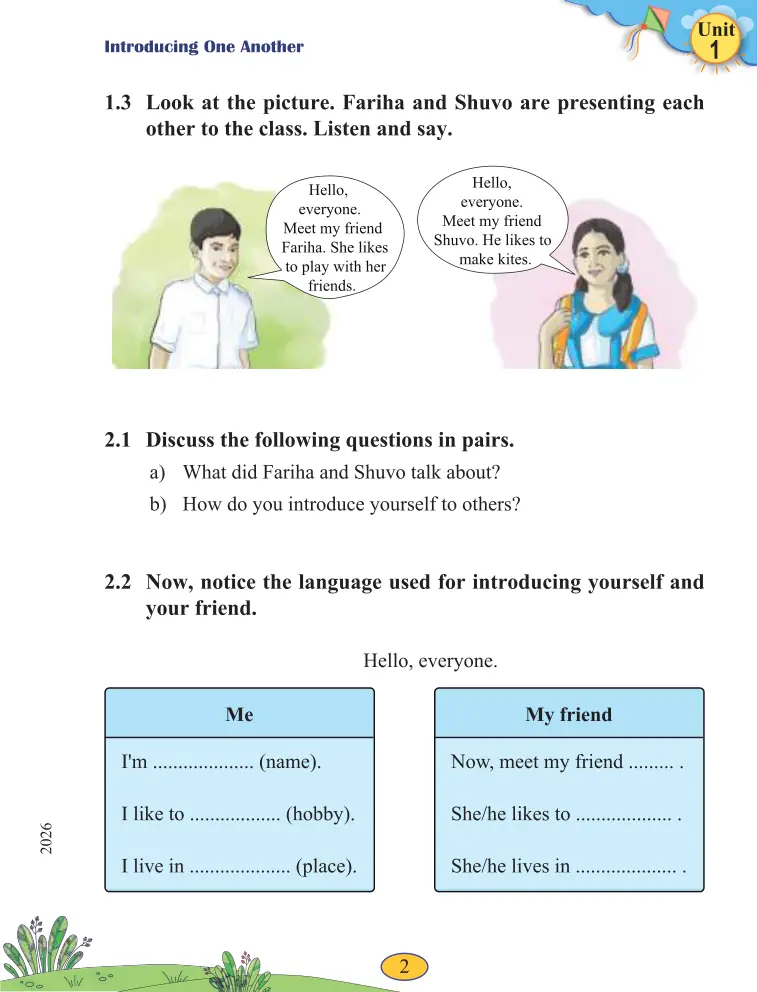 Introducing One Another
Unit
1
1.3 Look at the picture. Fariha and Shuvo are presenting each
other to the class. Listen and say.
Hello,
everyone.
Meet my friend
Fariha. She likes
to play with her
friends.
Hello,
everyone.
Meet my friend
Shuvo. He likes to
make kites.
2.1 Discuss the following questions in pairs.
a) What did Fariha and Shuvo talk about?
b) How do you introduce yourself to others?
2.2 Now, notice the language used for introducing yourself and
your friend.
Hello, everyone.
Me
I'm .................... (name).
I like to .................. (hobby).
I live in .................... (place).
My friend
Now, meet my friend ......... .
She/he likes to ................... .
She/he lives in .................... .
2026
2